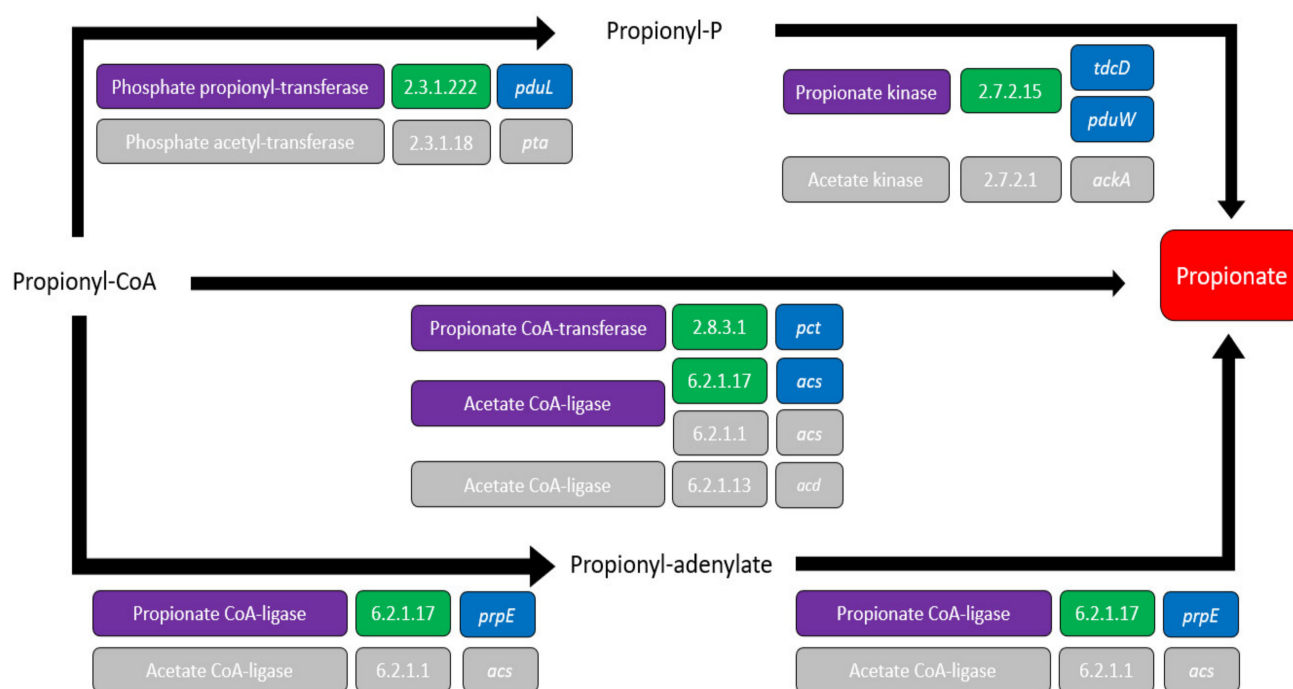 Propionyl-P
Phosphate propionyl-transferase 2.3.1.222 pduL
Phosphate acetyl-transferase 2.3.1.18 pta
Propionate kinase 2.7.2.15 tdcD
pduW
Acetate kinase 2.7.2.1 ackA
Propionyl-CoA
Propionate
Propionate CoA-transferase 2.8.3.1 pct
Acetate CoA-ligase 6.2.1.17 acs
6.2.1.1 acs
Acetate CoA-ligase 6.2.1.13 acd
Propionyl-adenylate
Propionate CoA-ligase 6.2.1.17 prpE
Acetate CoA-ligase 6.2.1.1 acs
Propionate CoA-ligase 6.2.1.17 prpE
Acetate CoA-ligase 6.2.1.1 acs